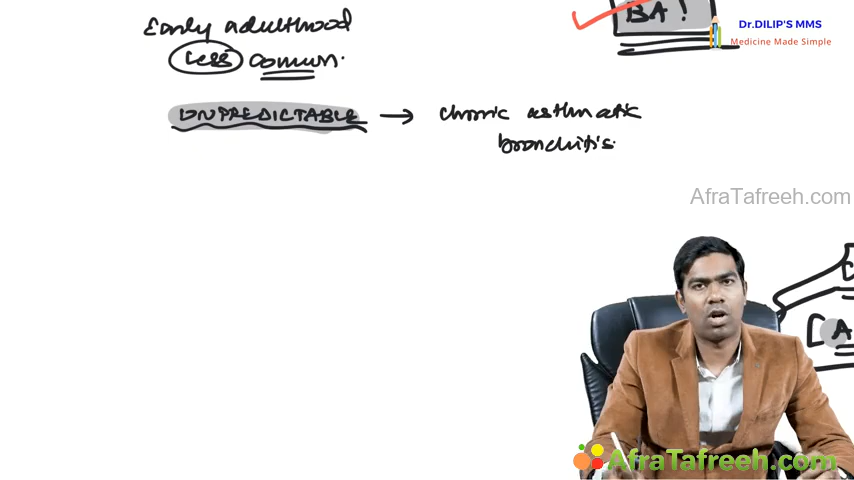 Early adulthood
BA!
Dr.DILIP'S MMS
Medicine Made Simple
Less Common.
UNPREDICTABLE → chronic asthmatic
bronchitis.
AfraTafreeh.com
A
AfraTafreeh.com